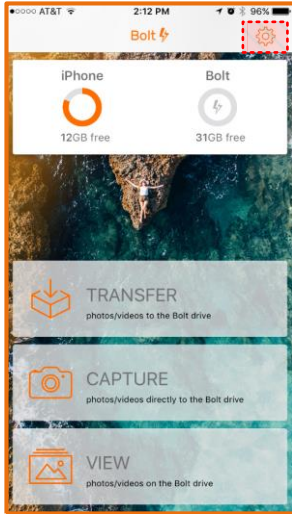 AT&T 2:12 PM 96%
Bolt
iPhone Bolt
12GB free 31GB free
TRANSFER
photos/videos to the Bolt drive
CAPTURE
photos/videos directly to the Bolt drive
VIEW
photos/videos on the Bolt drive